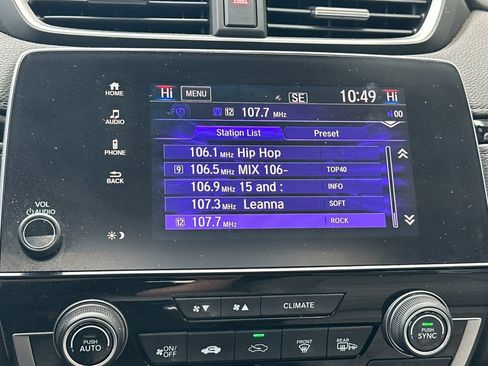 Hi MENU SE 10:49 Hi
HOME
12 107.7 MHz 00
AUDIO
Station List Preset
PHONE
106.1 MHz Hip Hop
9 106.5 MHz MIX 106- TOP40
BACK
106.9 MHz 15 and : INFO
107.3 MHz Leanna SOFT
VOL
AUDIO
12 107.7 MHz ROCK
CLIMATE
PUSH
AUTO
ON/
OFF
FRONT
REAR
PUSH
SYNC